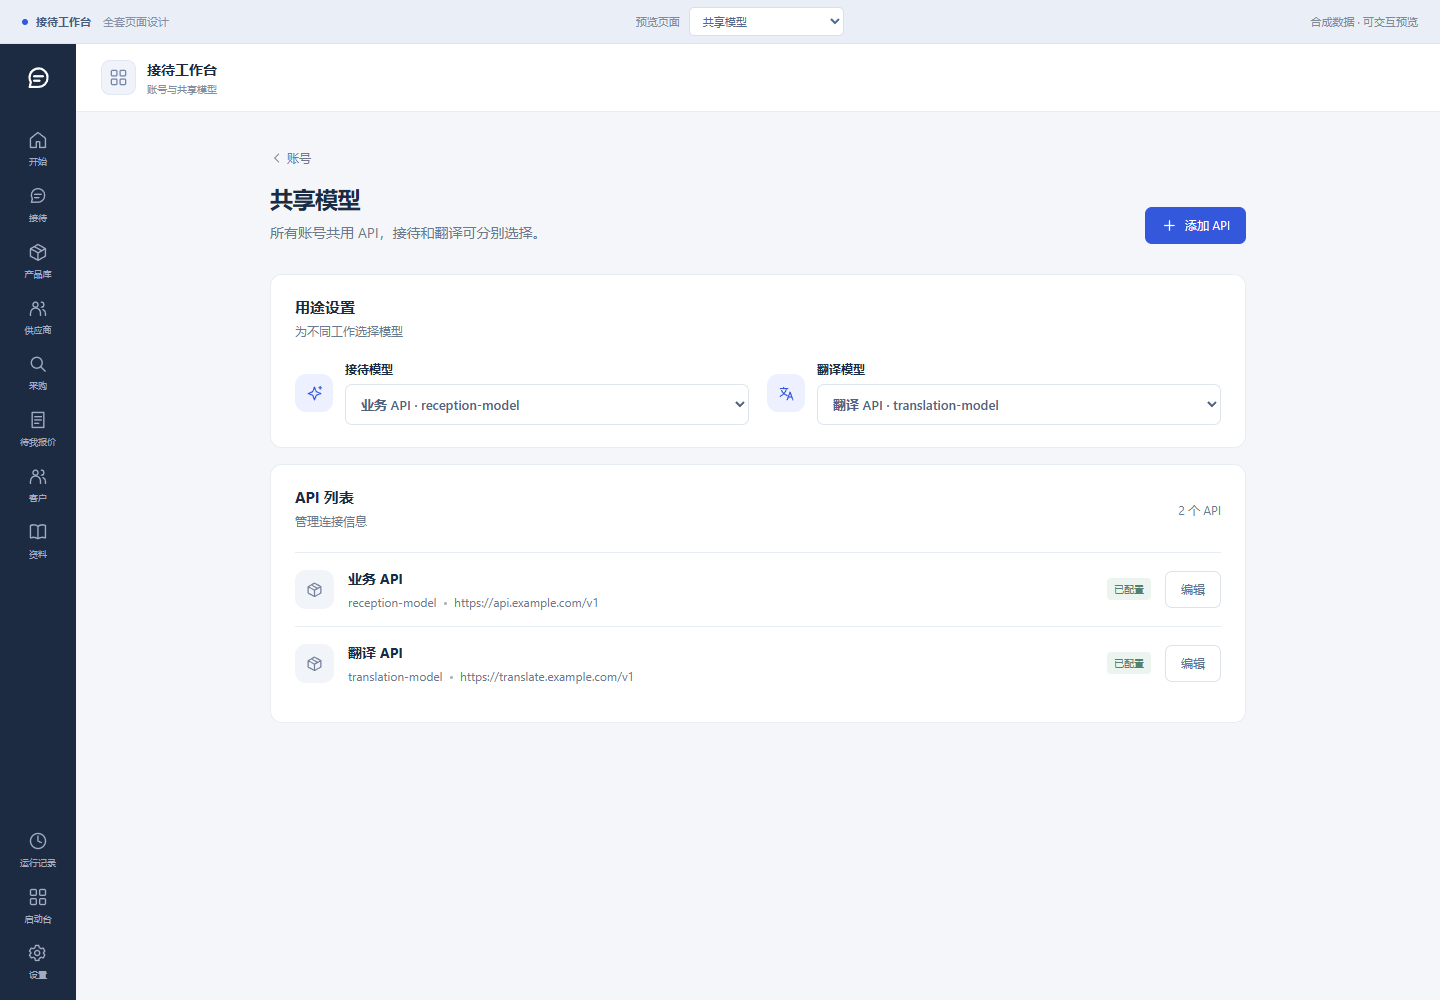 接待工作台 全套页面设计
预览页面 共享模型
合成数据 · 可交互预览
接待工作台
账号与共享模型
开始
接待
产品库
供应商
采购
待我报价
客户
资料
运行记录
启动台
设置
账号
共享模型
所有账号共用 API，接待和翻译可分别选择。
添加 API
用途设置
为不同工作选择模型
接待模型
业务 API · reception-model
翻译模型
翻译 API · translation-model
API 列表
管理连接信息
2 个 API
业务 API
reception-model • https://api.example.com/v1
已配置
编辑
翻译 API
translation-model • https://translate.example.com/v1
已配置
编辑